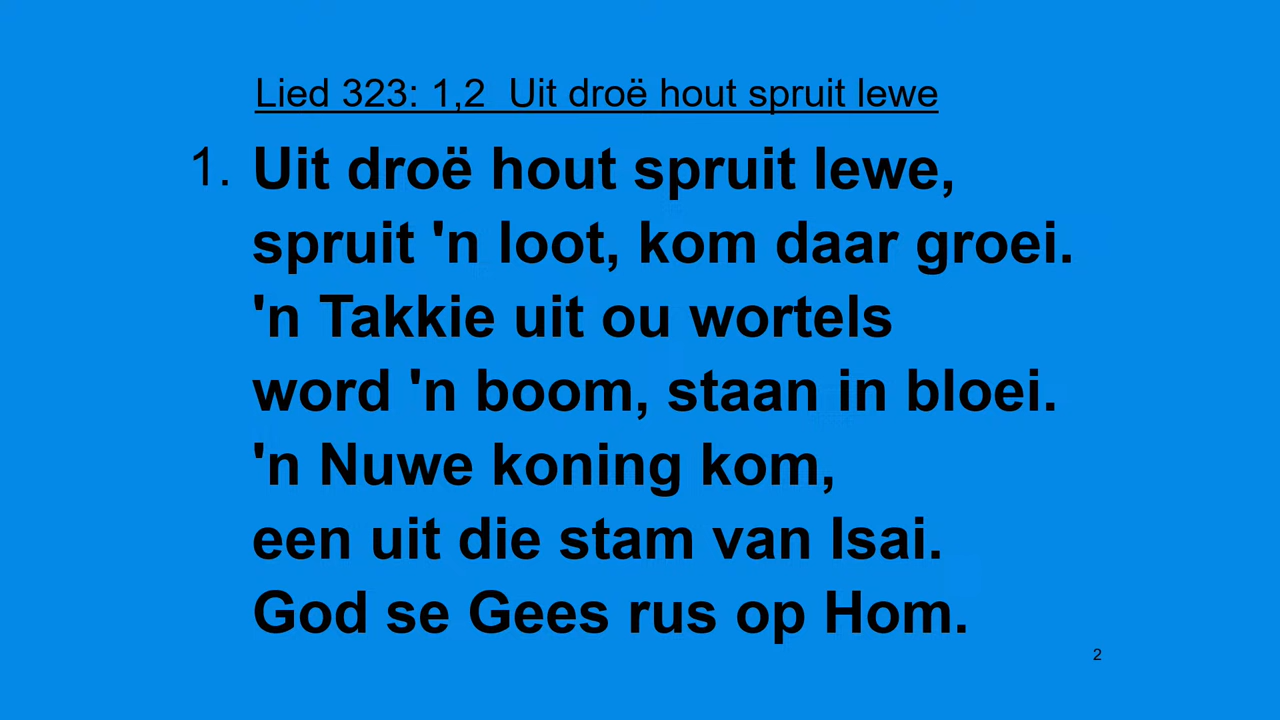 Lied 323: 1,2  Uit droë hout spruit lewe
1. Uit droë hout spruit lewe,
spruit 'n loot, kom daar groei.
'n Takkie uit ou wortels
word 'n boom, staan in bloei.
'n Nuwe koning kom,
een uit die stam van Isai.
God se Gees rus op Hom.
2